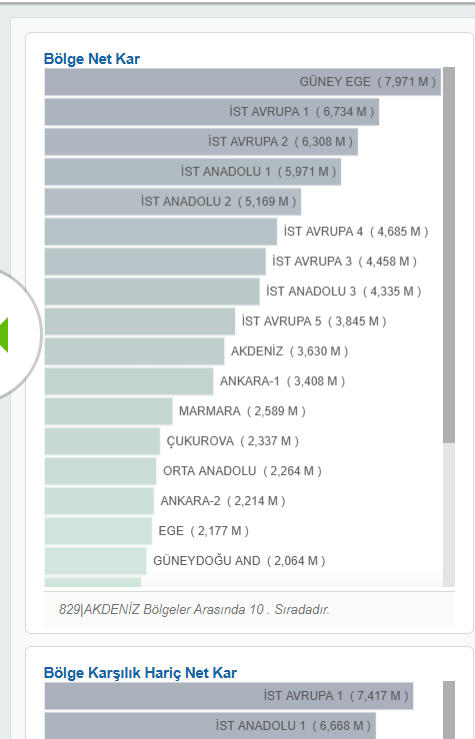 Bölge Net Kar
GÜNEY EGE ( 7,971 M )
İST AVRUPA 1 ( 6,734 M )
İST AVRUPA 2 ( 6,308 M )
İST ANADOLU 1 ( 5,971 M )
İST ANADOLU 2 ( 5,169 M )
İST AVRUPA 4 ( 4,685 M )
İST AVRUPA 3 ( 4,458 M )
İST ANADOLU 3 ( 4,335 M )
İST AVRUPA 5 ( 3,845 M )
AKDENİZ ( 3,630 M )
ANKARA-1 ( 3,408 M )
MARMARA ( 2,589 M )
ÇUKUROVA ( 2,337 M )
ORTA ANADOLU ( 2,264 M )
ANKARA-2 ( 2,214 M )
EGE ( 2,177 M )
GÜNEYDOĞU AND ( 2,064 M )
829|AKDENİZ Bölgeler Arasında 10 . Sıradadır.
Bölge Karşılık Hariç Net Kar
İST AVRUPA 1 ( 7,417 M )
İST ANADOLU 1 ( 6,668 M )